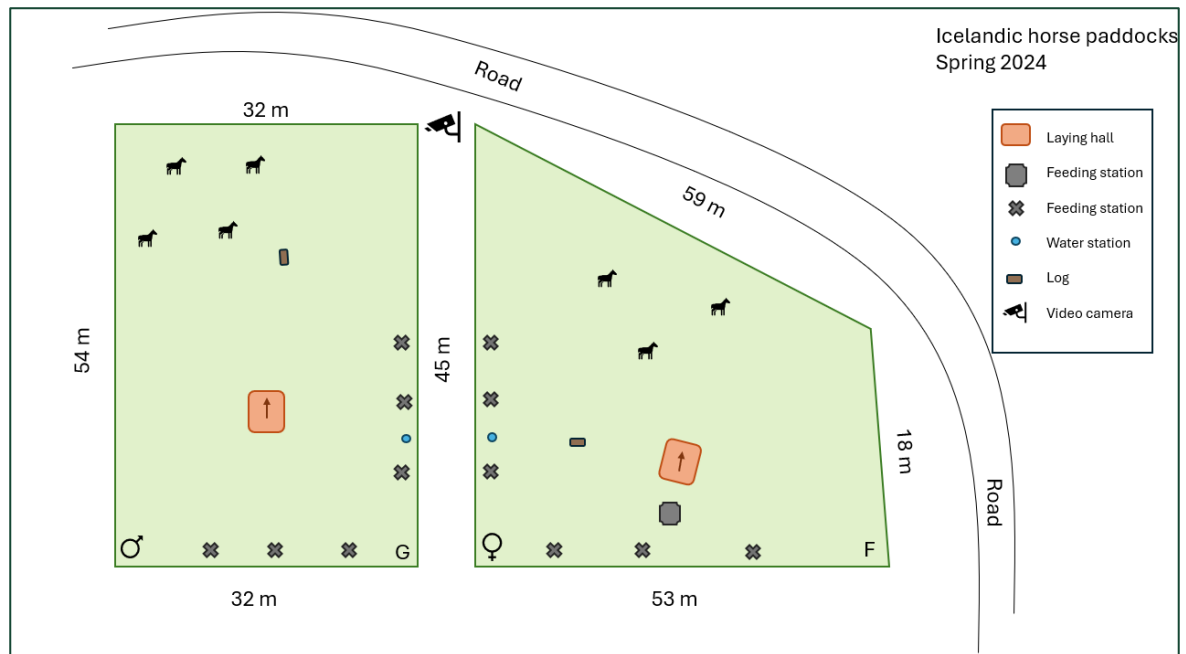 Icelandic horse paddocks
Spring 2024
Road
32 m
59 m
54 m
45 m
18 m
Road
♂
G
♀
F
32 m
53 m
Laying hall
Feeding station
Feeding station
Water station
Log
Video camera